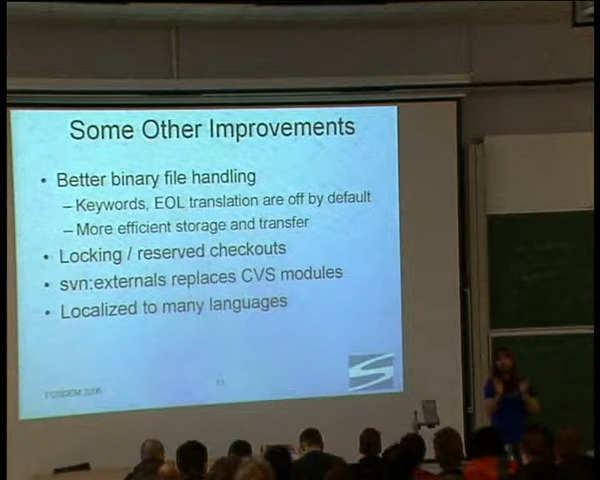 Some Other Improvements
• Better binary file handling
– Keywords, EOL translation are off by default
– More efficient storage and transfer
• Locking / reserved checkouts
• svn:externals replaces CVS modules
• Localized to many languages
FOSDEM 2006